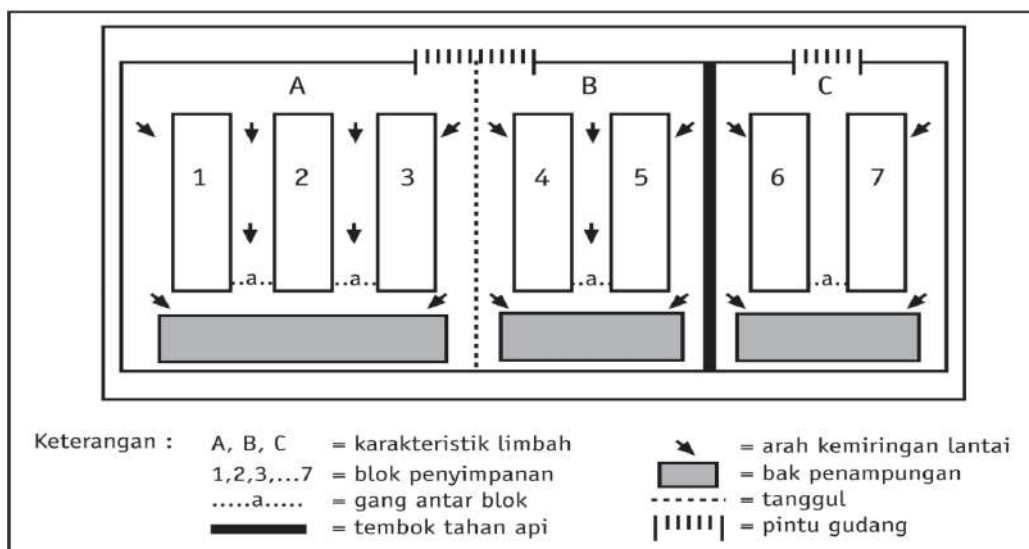 A B C
1 2 3 4 5 6 7
..a.. ..a.. ..a.. ..a..
Keterangan : A, B, C = karakteristik limbah
1,2,3,...7 = blok penyimpanan
.....a..... = gang antar blok
= tembok tahan api
= arah kemiringan lantai
= bak penampungan
= tanggul
= pintu gudang